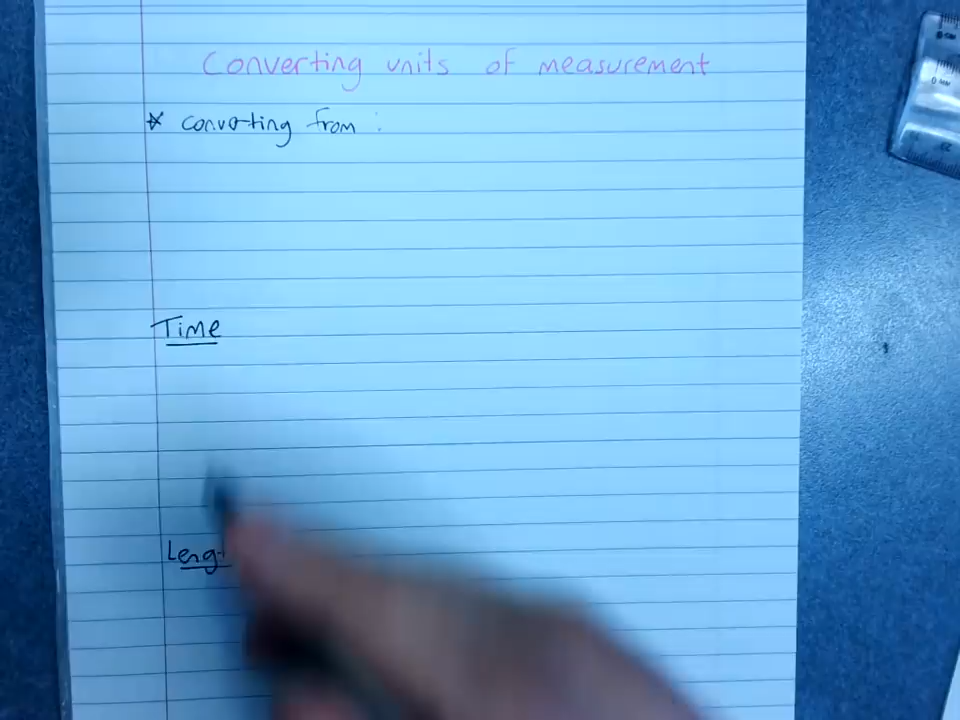 Converting units of measurement
* converting from :
Time